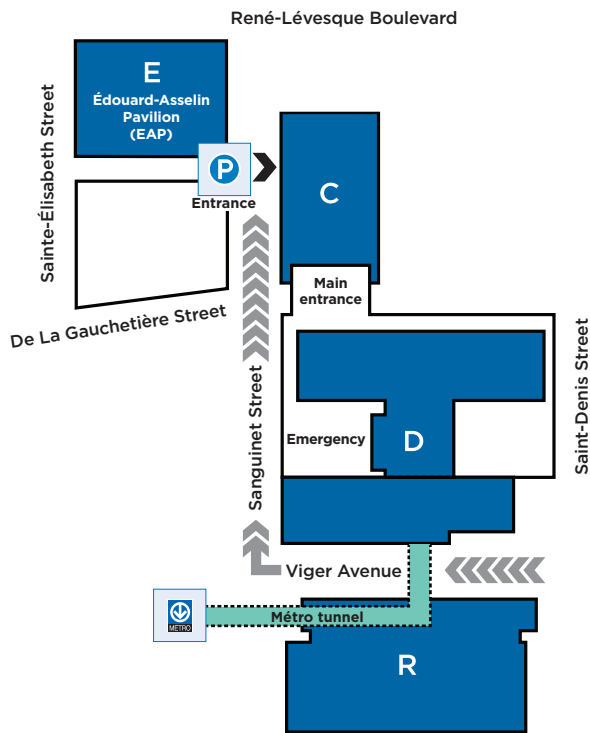 René-Lévesque Boulevard
E
Édouard-Asselin
Pavilion
(EAP)
Sainte-Élisabeth Street
P
Entrance
C
Main
entrance
De La Gauchetière Street
Sanguinet Street
Emergency
D
Saint-Denis Street
Viger Avenue
MÉTRO
Métro tunnel
R